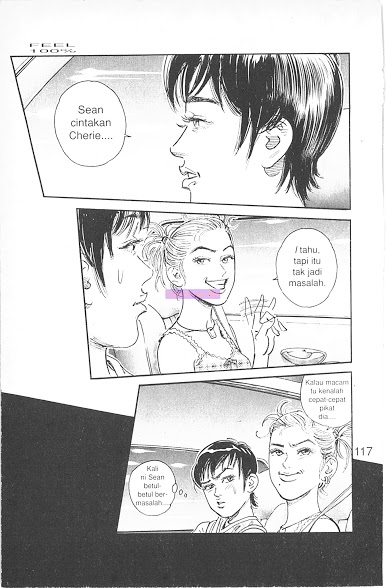 FEEL
100%
Sean
cintakan
Cherie....
I tahu,
tapi itu
tak jadi
masalah.
Kalau macam
tu kenalah
cepat-cepat
pikat
dia....
117
Kali
ni Sean
betul-
betul ber-
masalah....